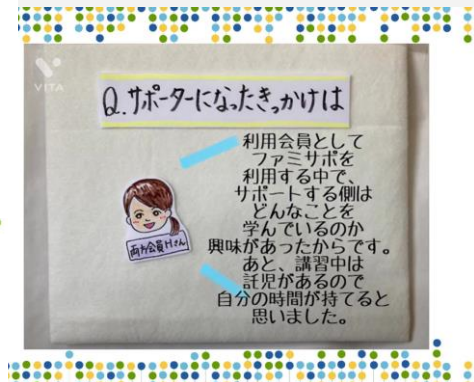 VITA
Q.サポーターになったきっかけは
利用会員として
ファミサポを
利用する中で、
サポートする側は
どんなことを
学んでいるのか
興味があったからです。
あと、講習中は
託児があるので
自分の時間が持てると
思いました。
両方会員Hさん